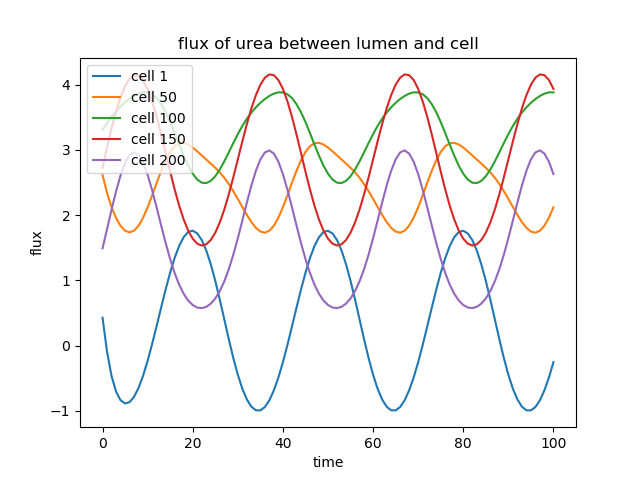 flux of urea between lumen and cell
cell 1
cell 50
cell 100
cell 150
cell 200
4
3
2
1
0
−1
flux
0 20 40 60 80 100
time